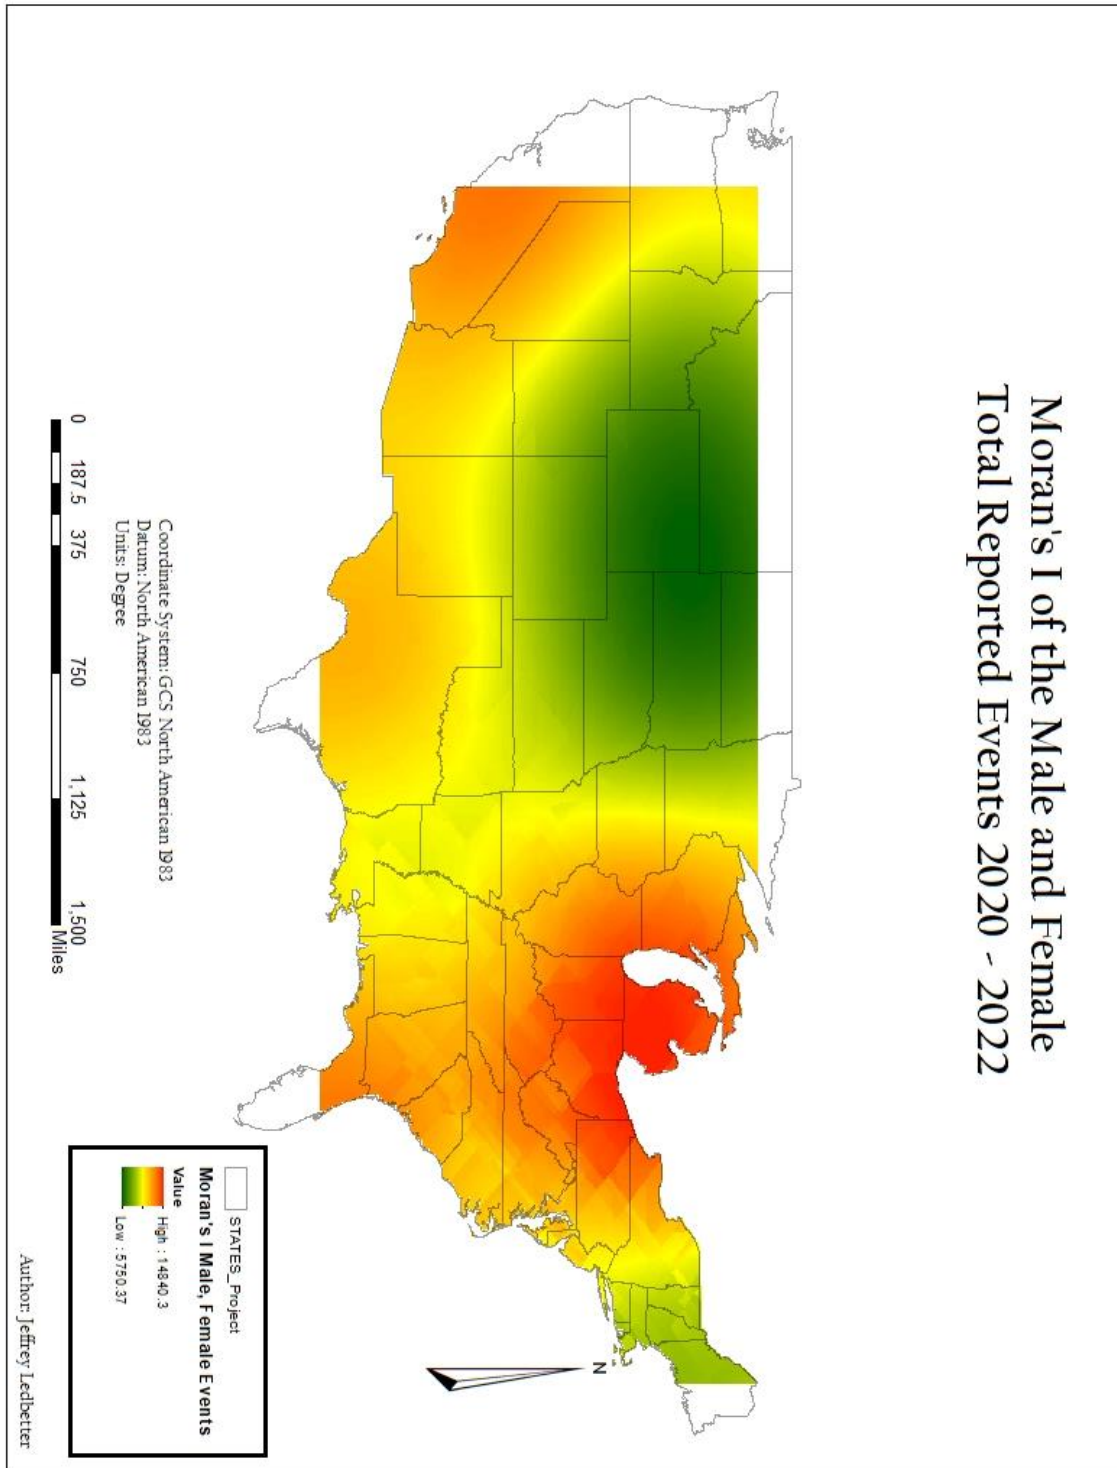 Moran's I of the Male and Female
Total Reported Events 2020 - 2022
N
Coordinate System: GCS North American 1983
Datum: North American 1983
Units: Degree
0 187.5 375 750 1,125 1,500
Miles
STATES_Project
Moran's I Male, Female Events
Value
High : 14840.3
Low : 5750.37
Author: Jeffrey Ledbetter